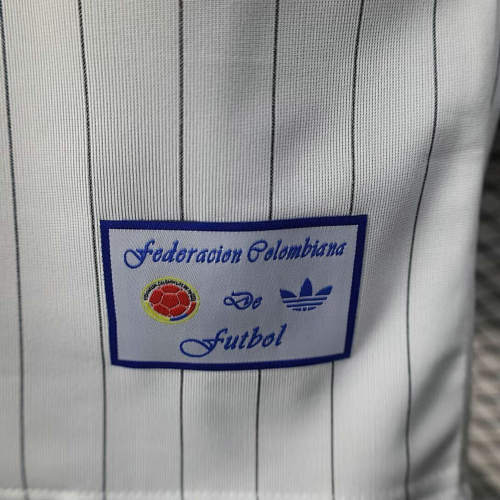 Federacion Colombiana
De
Futbol